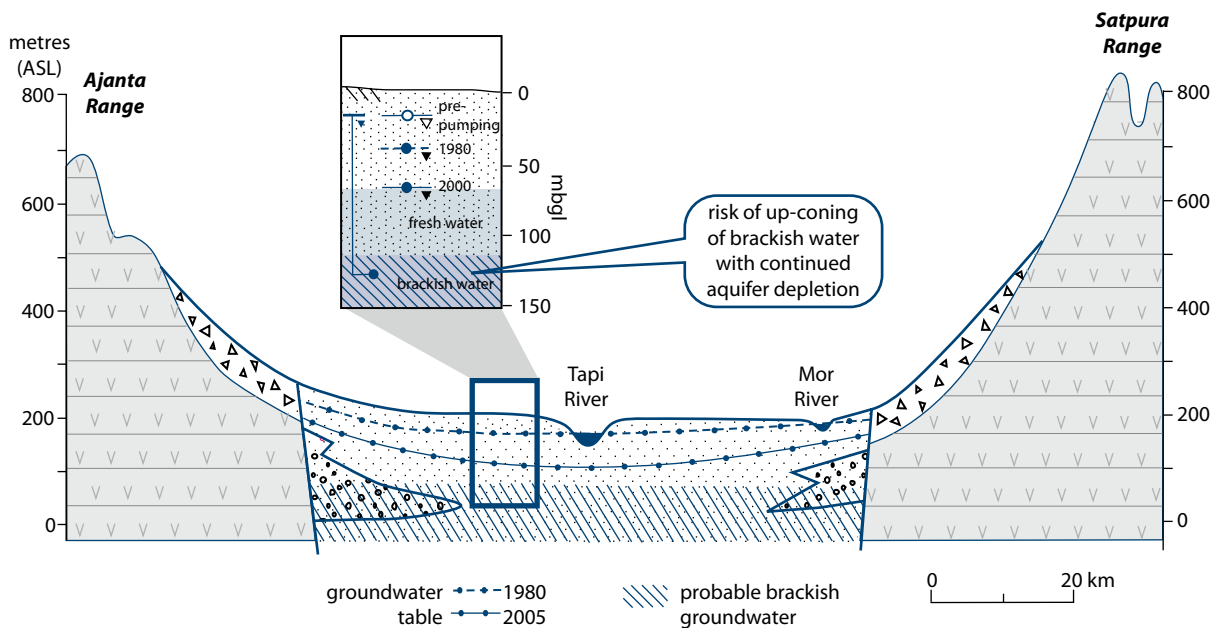 metres
(ASL)
Ajanta
Range
Satpura
Range
800
600
400
200
0
800
600
400
200
0
0
50
100
150
mbgl
pre-
pumping
1980
2000
fresh water
brackish water
risk of up-coning
of brackish water
with continued
aquifer depletion
Tapi
River
Mor
River
groundwater
table
1980
2005
probable brackish
groundwater
0
20 km